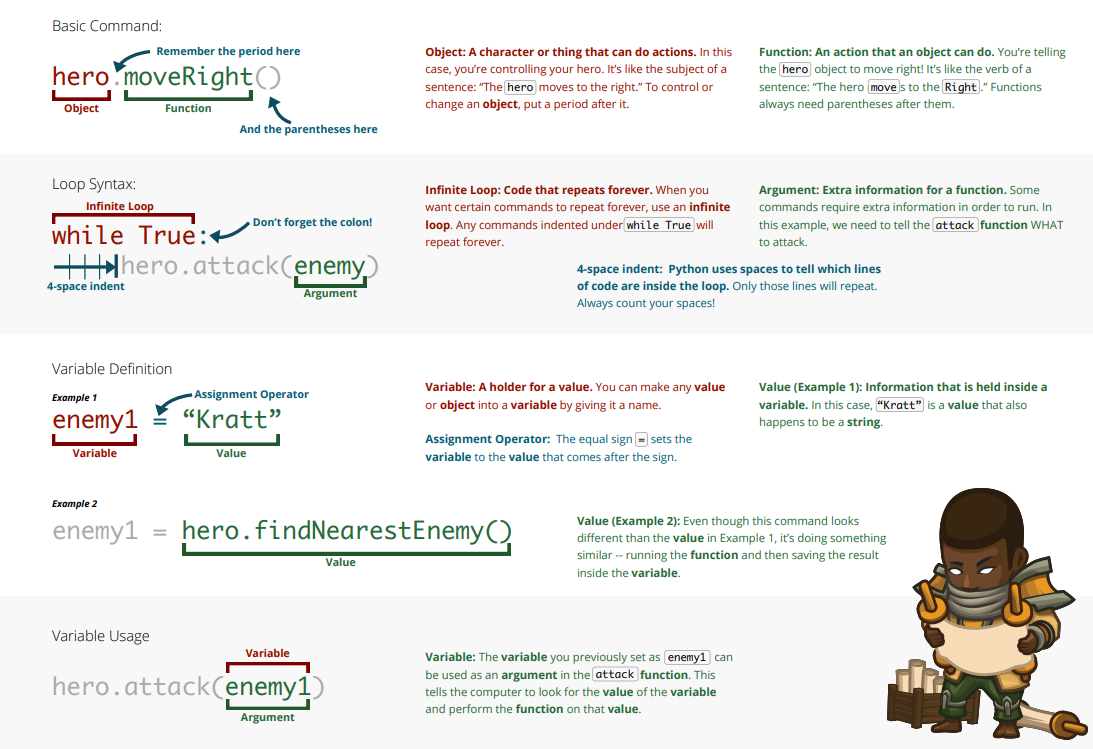 Basic Command:
Remember the period here
hero.moveRight()
Object
Function
And the parentheses here
Object: A character or thing that can do actions. In this
case, you’re controlling your hero. It’s like the subject of a
sentence: “The hero moves to the right.” To control or
change an object, put a period after it.
Function: An action that an object can do. You’re telling
the hero object to move right! It’s like the verb of a
sentence: “The hero moves to the Right.” Functions
always need parentheses after them.
Loop Syntax:
Infinite Loop
Don’t forget the colon!
while True:
hero.attack(enemy)
4-space indent
Argument
Infinite Loop: Code that repeats forever. When you
want certain commands to repeat forever, use an infinite
loop. Any commands indented under while True will
repeat forever.
Argument: Extra information for a function. Some
commands require extra information in order to run. In
this example, we need to tell the attack function WHAT
to attack.
4-space indent: Python uses spaces to tell which lines
of code are inside the loop. Only those lines will repeat.
Always count your spaces!
Variable Definition
Example 1
Assignment Operator
enemy1 = “Kratt”
Variable
Value
Variable: A holder for a value. You can make any value
or object into a variable by giving it a name.
Assignment Operator: The equal sign = sets the
variable to the value that comes after the sign.
Value (Example 1): Information that is held inside a
variable. In this case, “Kratt” is a value that also
happens to be a string.
Example 2
enemy1 = hero.findNearestEnemy()
Value
Value (Example 2): Even though this command looks
different than the value in Example 1, it’s doing something
similar -- running the function and then saving the result
inside the variable.
Variable Usage
Variable
hero.attack(enemy1)
Argument
Variable: The variable you previously set as enemy1 can
be used as an argument in the attack function. This
tells the computer to look for the value of the variable
and perform the function on that value.